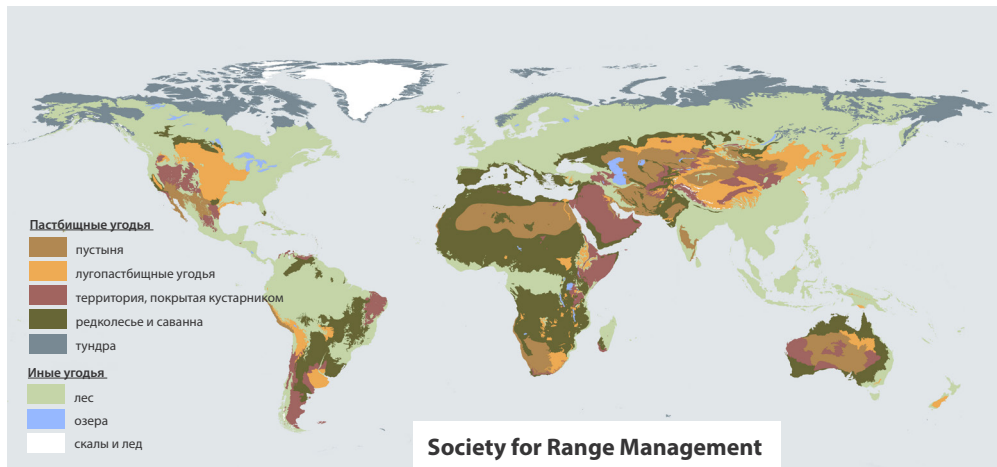 Пастбищные угодья
пустыня
лугопастбищные угодья
территория, покрытая кустарником
редколесье и саванна
тундра
Иные угодья
лес
озера
скалы и лед
Society for Range Management